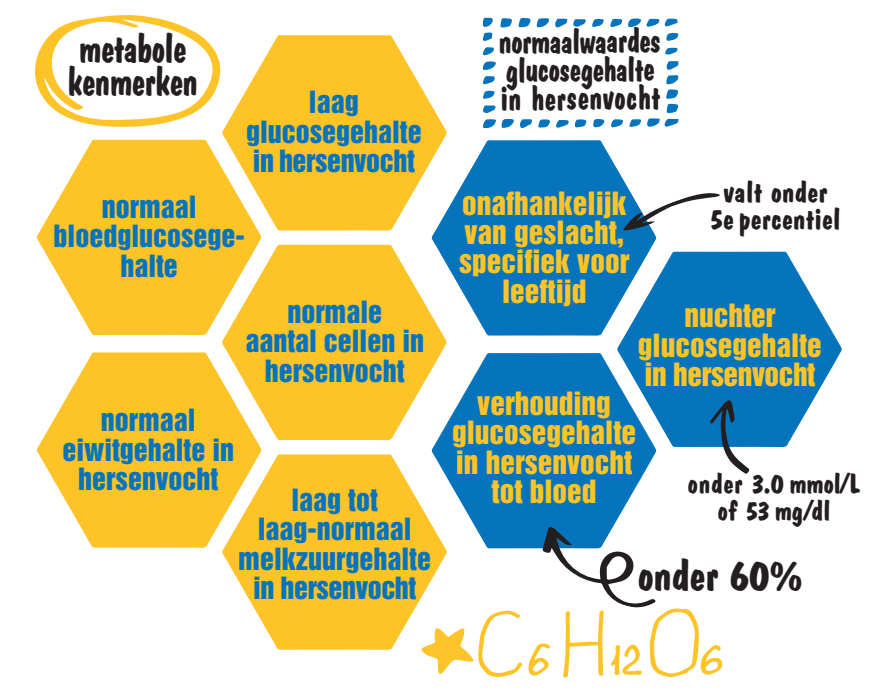 metabole
kenmerken
laag
glucosegehalte
in hersenvocht
normaal
bloedglucosege-
halte
normale
aantal cellen in
hersenvocht
normaal
eiwitgehalte in
hersenvocht
laag tot
laag-normaal
melkzuurgehalte
in hersenvocht
normaalwaardes
glucosegehalte
in hersenvocht
onafhankelijk
van geslacht,
specifiek voor
leeftijd
valt onder
5e percentiel
nuchter
glucosegehalte
in hersenvocht
onder 3.0 mmol/L
of 53 mg/dl
verhouding
glucosegehalte
in hersenvocht
tot bloed
onder 60%
C6H12O6